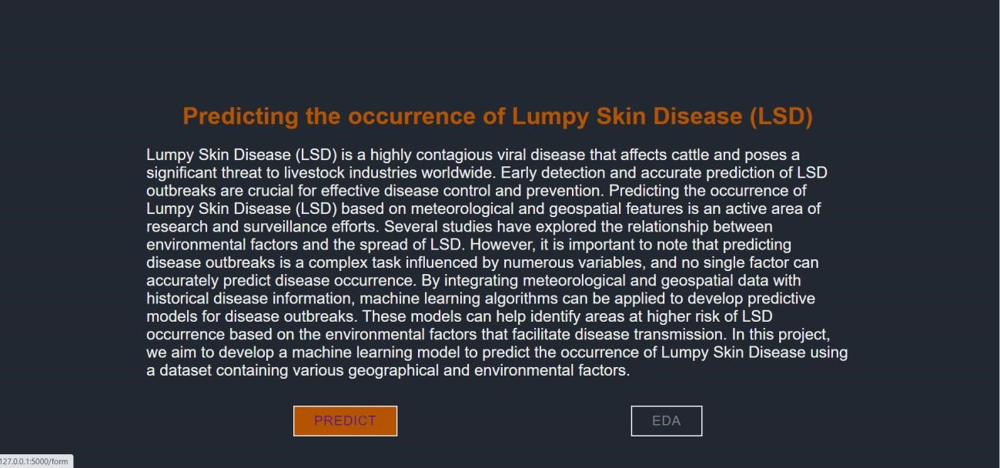 Predicting the occurrence of Lumpy Skin Disease (LSD)
Lumpy Skin Disease (LSD) is a highly contagious viral disease that affects cattle and poses a
significant threat to livestock industries worldwide. Early detection and accurate prediction of LSD
outbreaks are crucial for effective disease control and prevention. Predicting the occurrence of
Lumpy Skin Disease (LSD) based on meteorological and geospatial features is an active area of
research and surveillance efforts. Several studies have explored the relationship between
environmental factors and the spread of LSD. However, it is important to note that predicting
disease outbreaks is a complex task influenced by numerous variables, and no single factor can
accurately predict disease occurrence. By integrating meteorological and geospatial data with
historical disease information, machine learning algorithms can be applied to develop predictive
models for disease outbreaks. These models can help identify areas at higher risk of LSD
occurrence based on the environmental factors that facilitate disease transmission. In this project,
we aim to develop a machine learning model to predict the occurrence of Lumpy Skin Disease using
a dataset containing various geographical and environmental factors.
PREDICT EDA
127.0.0.1:5000/form